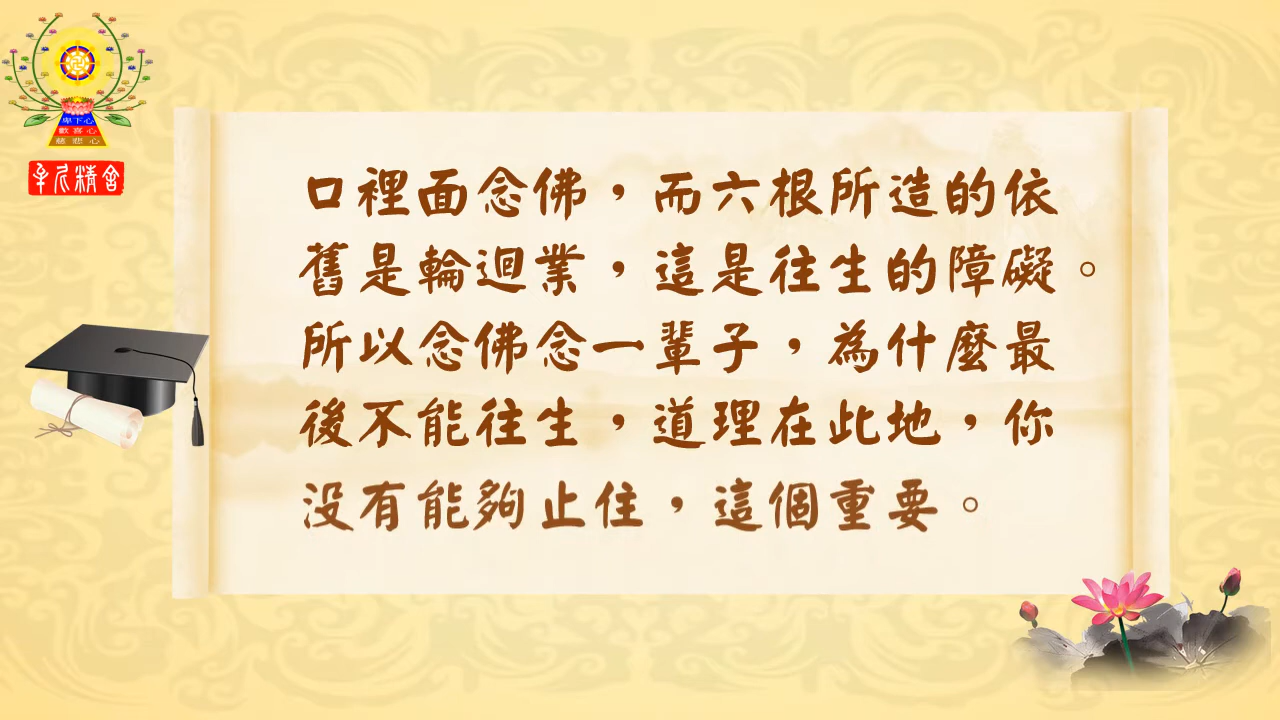 卑下心
歡喜心
慈悲心
精舍
口裡面念佛，而六根所造的依
舊是輪迴業，這是往生的障礙。
所以念佛念一輩子，為什麼最
後不能往生，道理在此地，你
没有能夠止住，這個重要。